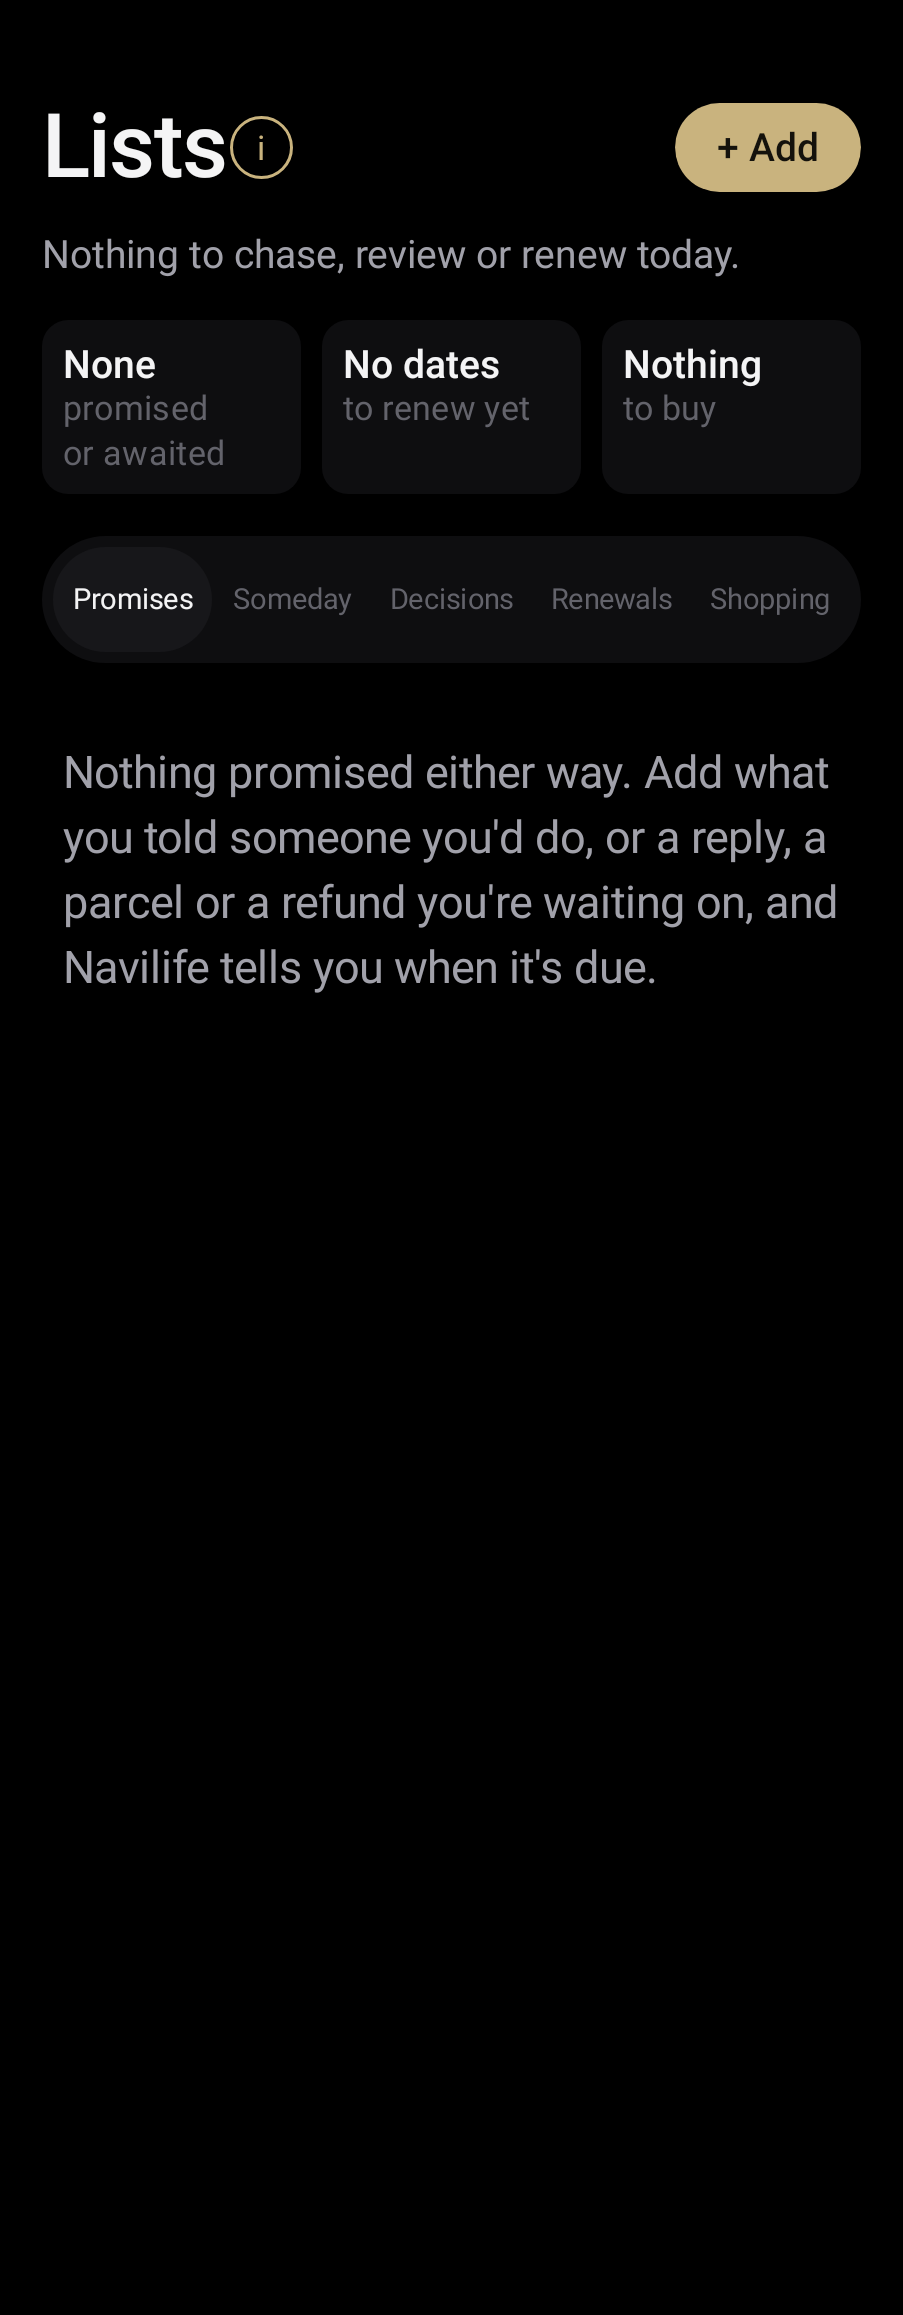 Lists i
+ Add
Nothing to chase, review or renew today.
None
promised
or awaited
No dates
to renew yet
Nothing
to buy
Promises Someday Decisions Renewals Shopping
Nothing promised either way. Add what
you told someone you'd do, or a reply, a
parcel or a refund you're waiting on, and
Navilife tells you when it's due.